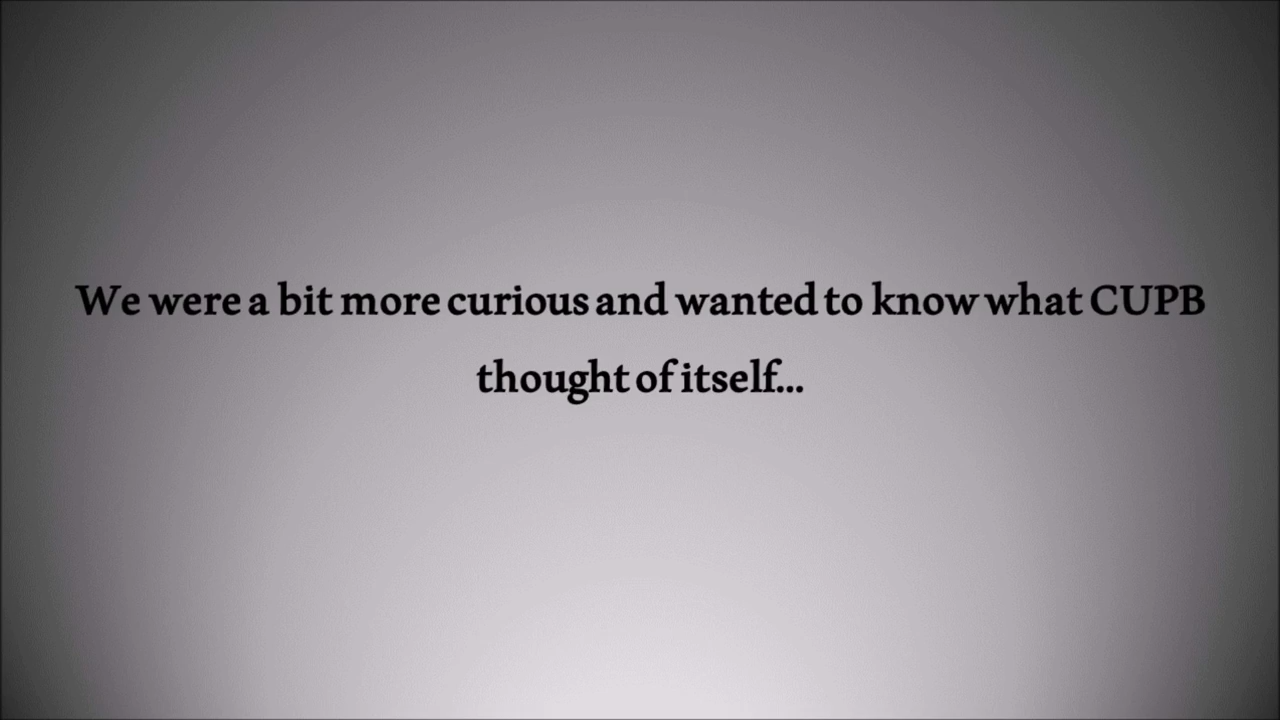 We were a bit more curious and wanted to know what CUPB
thought of itself...